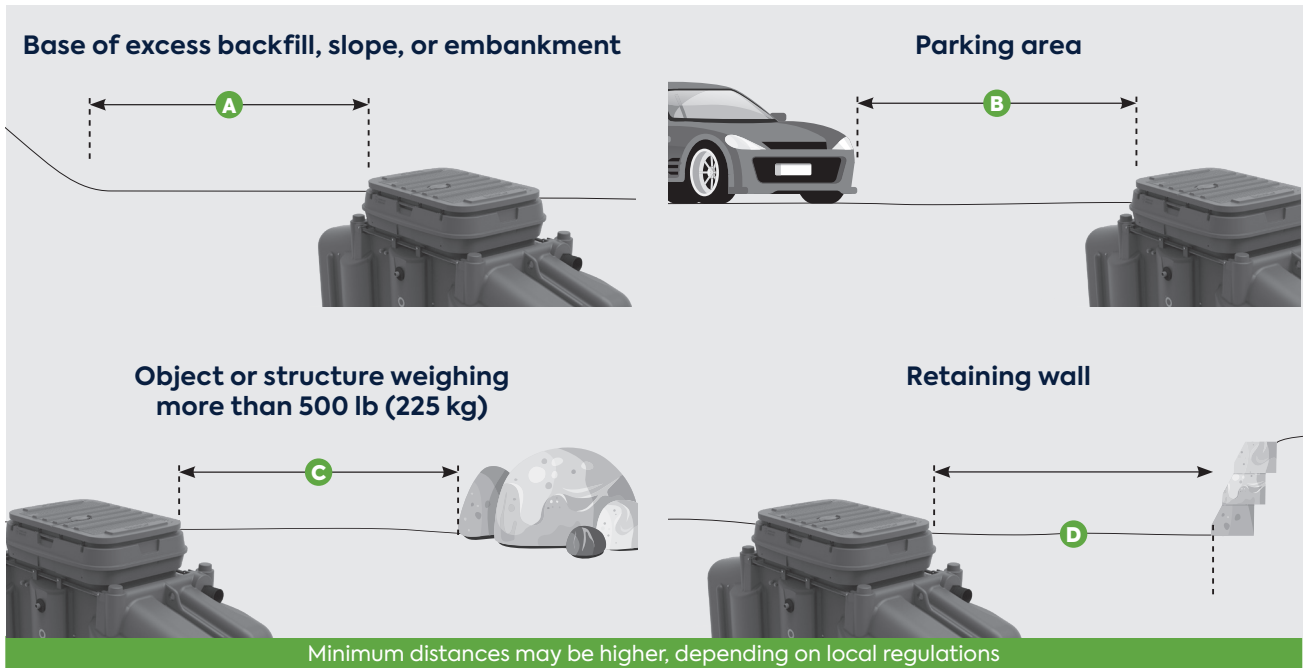 Base of excess backfill, slope, or embankment
A
Parking area
B
Object or structure weighing
more than 500 lb (225 kg)
C
Retaining wall
D
Minimum distances may be higher, depending on local regulations